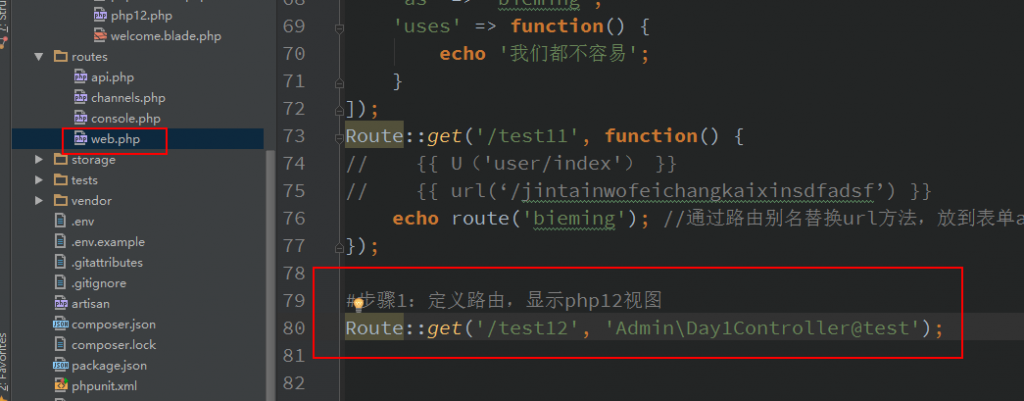 php12.php
welcome.blade.php
routes
api.php
channels.php
console.php
web.php
storage
tests
vendor
.env
.env.example
.gitattributes
.gitignore
artisan
composer.json
composer.lock
package.json
phpunit.xml
2: Favorites
'as' => 'bieming',
69 'uses' => function() {
70 echo '我们都不容易';
71 }
72 ]);
73 Route::get('/test11', function() {
74 // {{ U（'user/index'） }}
75 // {{ url(‘/jintainwofeichangkaixinsdfadsf’) }}
76 echo route('bieming'); //通过路由别名替换url方法，放到表单a
77 });
78
79 #步骤1：定义路由，显示php12视图
80 Route::get('/test12', 'Admin\Day1Controller@test');
81
82